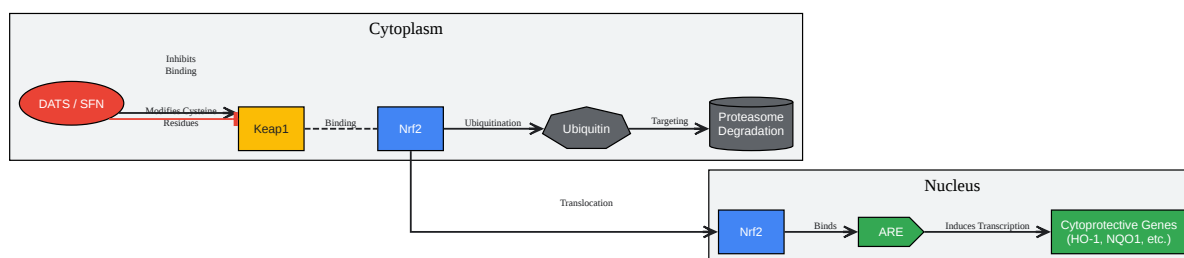 Cytoplasm
Inhibits
Binding
DATS / SFN
Modifies Cysteine
Residues
Keap1
Binding
Nrf2
Ubiquitination
Ubiquitin
Targeting
Proteasome
Degradation
Translocation
Nucleus
Nrf2
Binds
ARE
Induces Transcription
Cytoprotective Genes
(HO-1, NQO1, etc.)